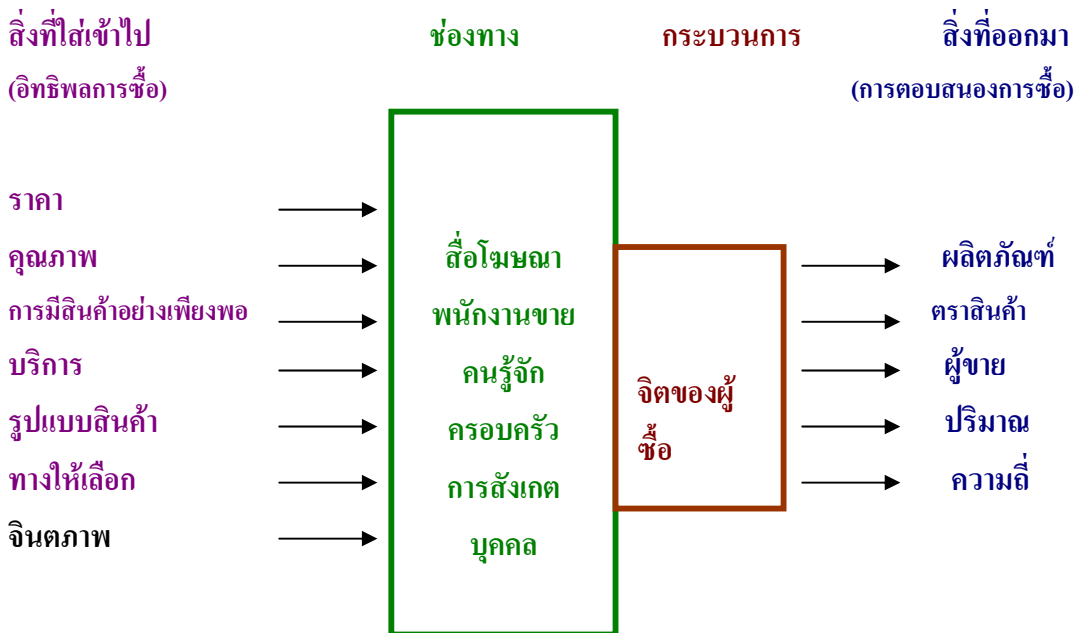 สิ่งที่ใส่เข้าไป
(อิทธิพลการซื้อ)
ช่องทาง
กระบวนการ
สิ่งที่ออกมา
(การตอบสนองการซื้อ)
ราคา
คุณภาพ
การมีสินค้าอย่างเพียงพอ
บริการ
รูปแบบสินค้า
ทางให้เลือก
จินตภาพ
สื่อโฆษณา
พนักงานขาย
คนรู้จัก
ครอบครัว
การสังเกต
บุคคล
จิตของผู้
ซื้อ
ผลิตภัณฑ์
ตราสินค้า
ผู้ขาย
ปริมาณ
ความถี่